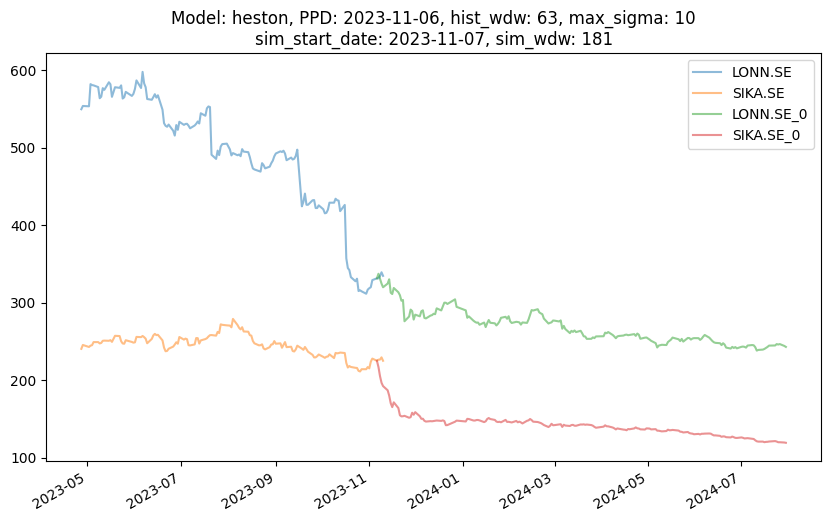 Model: heston, PPD: 2023-11-06, hist_wdw: 63, max_sigma: 10
sim_start_date: 2023-11-07, sim_wdw: 181
LONN.SE
SIKA.SE
LONN.SE_0
SIKA.SE_0
600
500
400
300
200
100
2023-05
2023-07
2023-09
2023-11
2024-01
2024-03
2024-05
2024-07